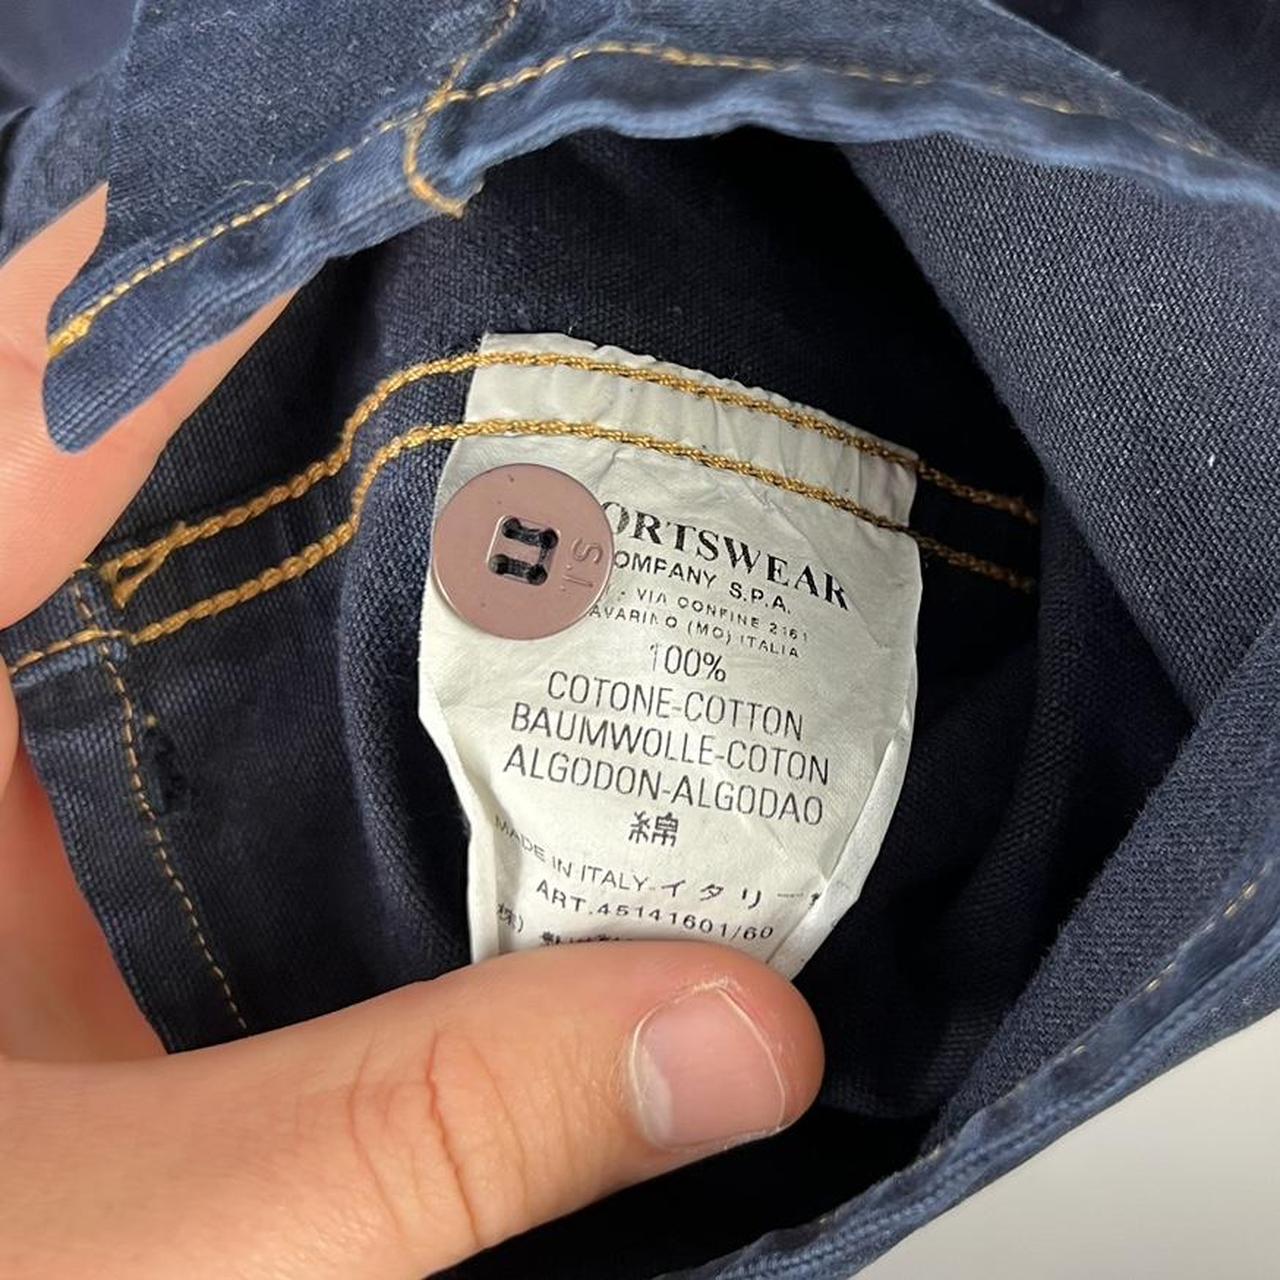 ORTSWEAR
OMPANY S.P.A.
- VIA CONFINE 2161
AVARINO (MO) ITALIA
100%
COTONE-COTTON
BAUMWOLLE-COTON
ALGODON-ALGODAO
綿
MADE IN ITALY-イタリー
ART.45141601/60
株)
S.I.